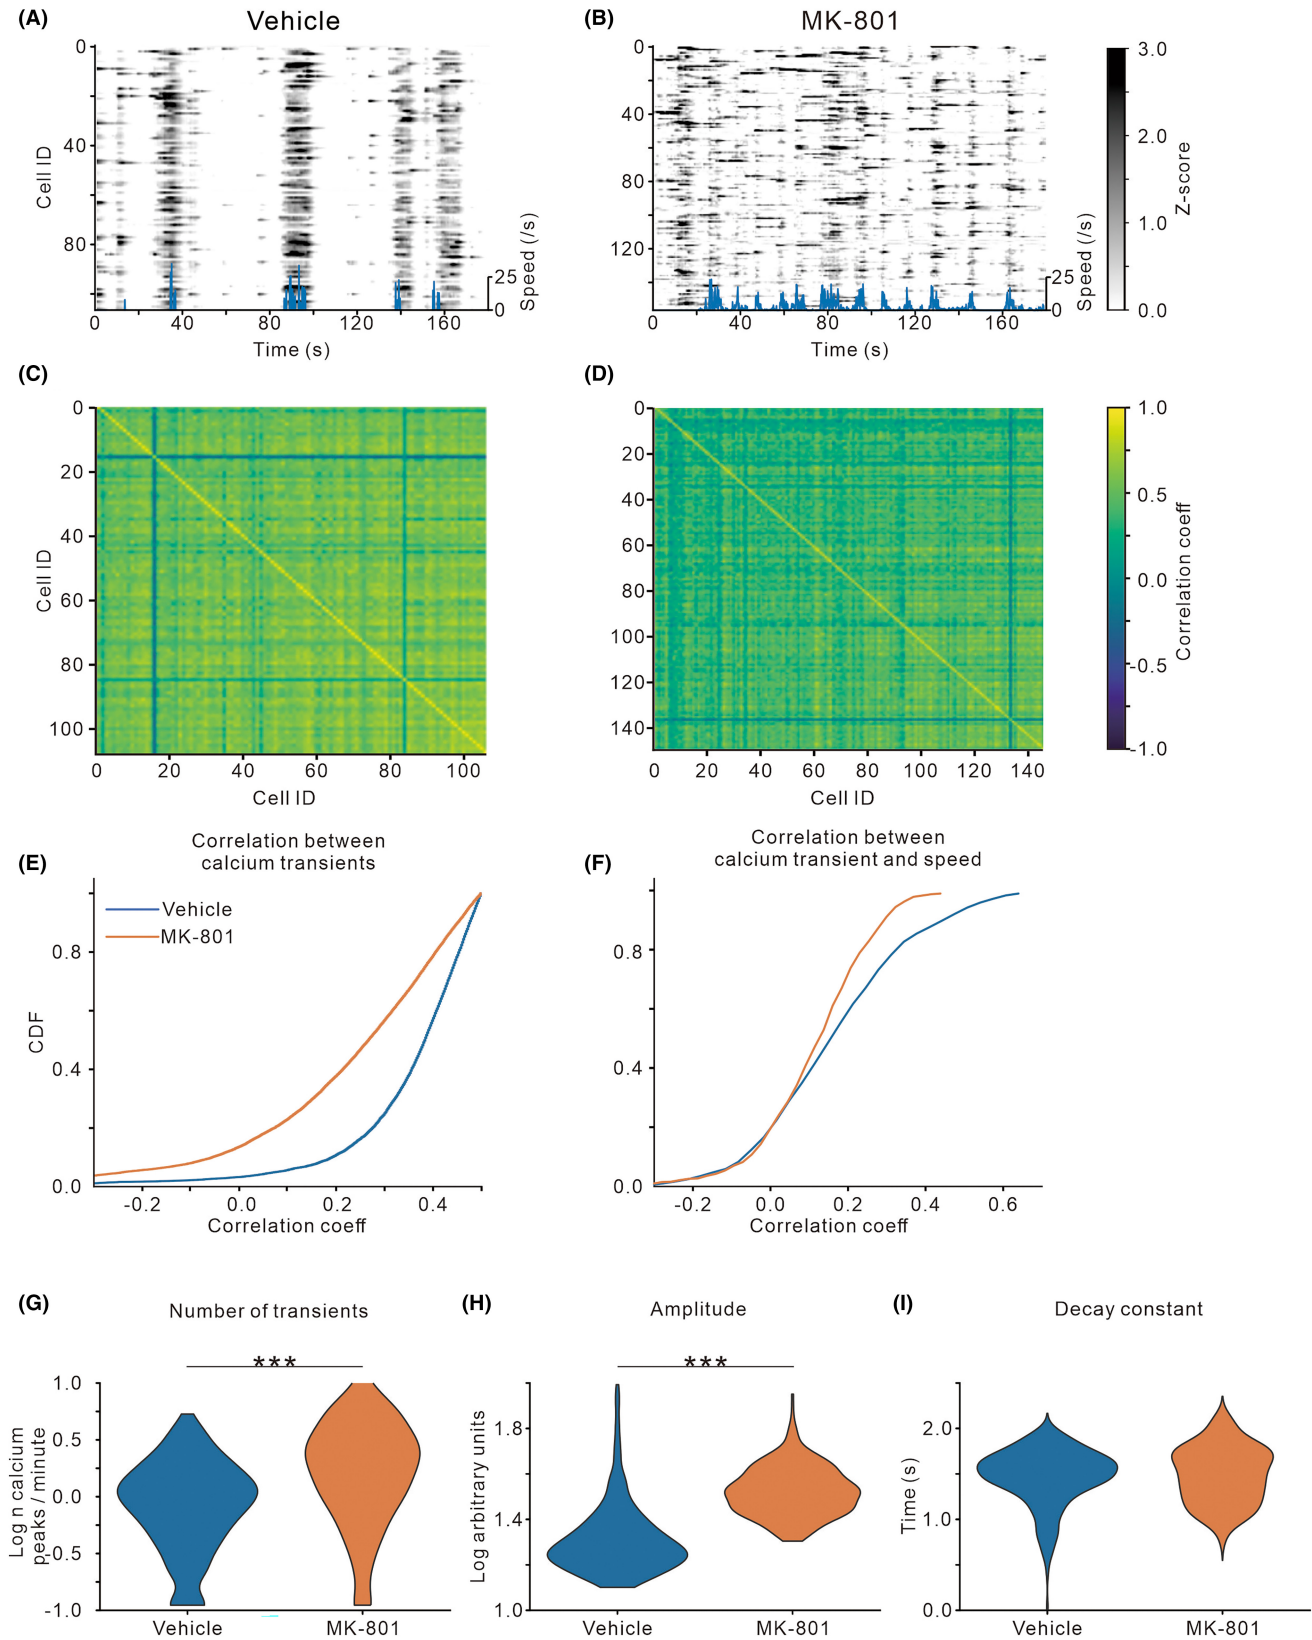 (A)
Vehicle
0
40
80
Cell ID
0
40
80
120
160
Time (s)
25
0
Speed (/s)
(B)
MK-801
0
40
80
120
0
40
80
120
160
Time (s)
25
0
Speed (/s)
3.0
2.0
1.0
0.0
Z-score
(C)
0
20
40
60
80
100
Cell ID
0
20
40
60
80
100
Cell ID
(D)
0
20
40
60
80
100
120
140
0
20
40
60
80
100
120
140
Cell ID
1.0
0.5
0.0
-0.5
-1.0
Correlation coeff
(E)
Correlation between
calcium transients
Vehicle
MK-801
0.8
0.4
0.0
CDF
-0.2
0.0
0.2
0.4
Correlation coeff
(F)
Correlation between
calcium transient and speed
0.8
0.4
0.0
-0.2
0.0
0.2
0.4
0.6
Correlation coeff
(G)
Number of transients
***
1.0
0.5
0.0
-0.5
-1.0
Log n calcium
peaks / minute
Vehicle
MK-801
(H)
Amplitude
***
1.8
1.4
1.0
Log arbitrary units
Vehicle
MK-801
(I)
Decay constant
2.0
1.0
0.0
Time (s)
Vehicle
MK-801